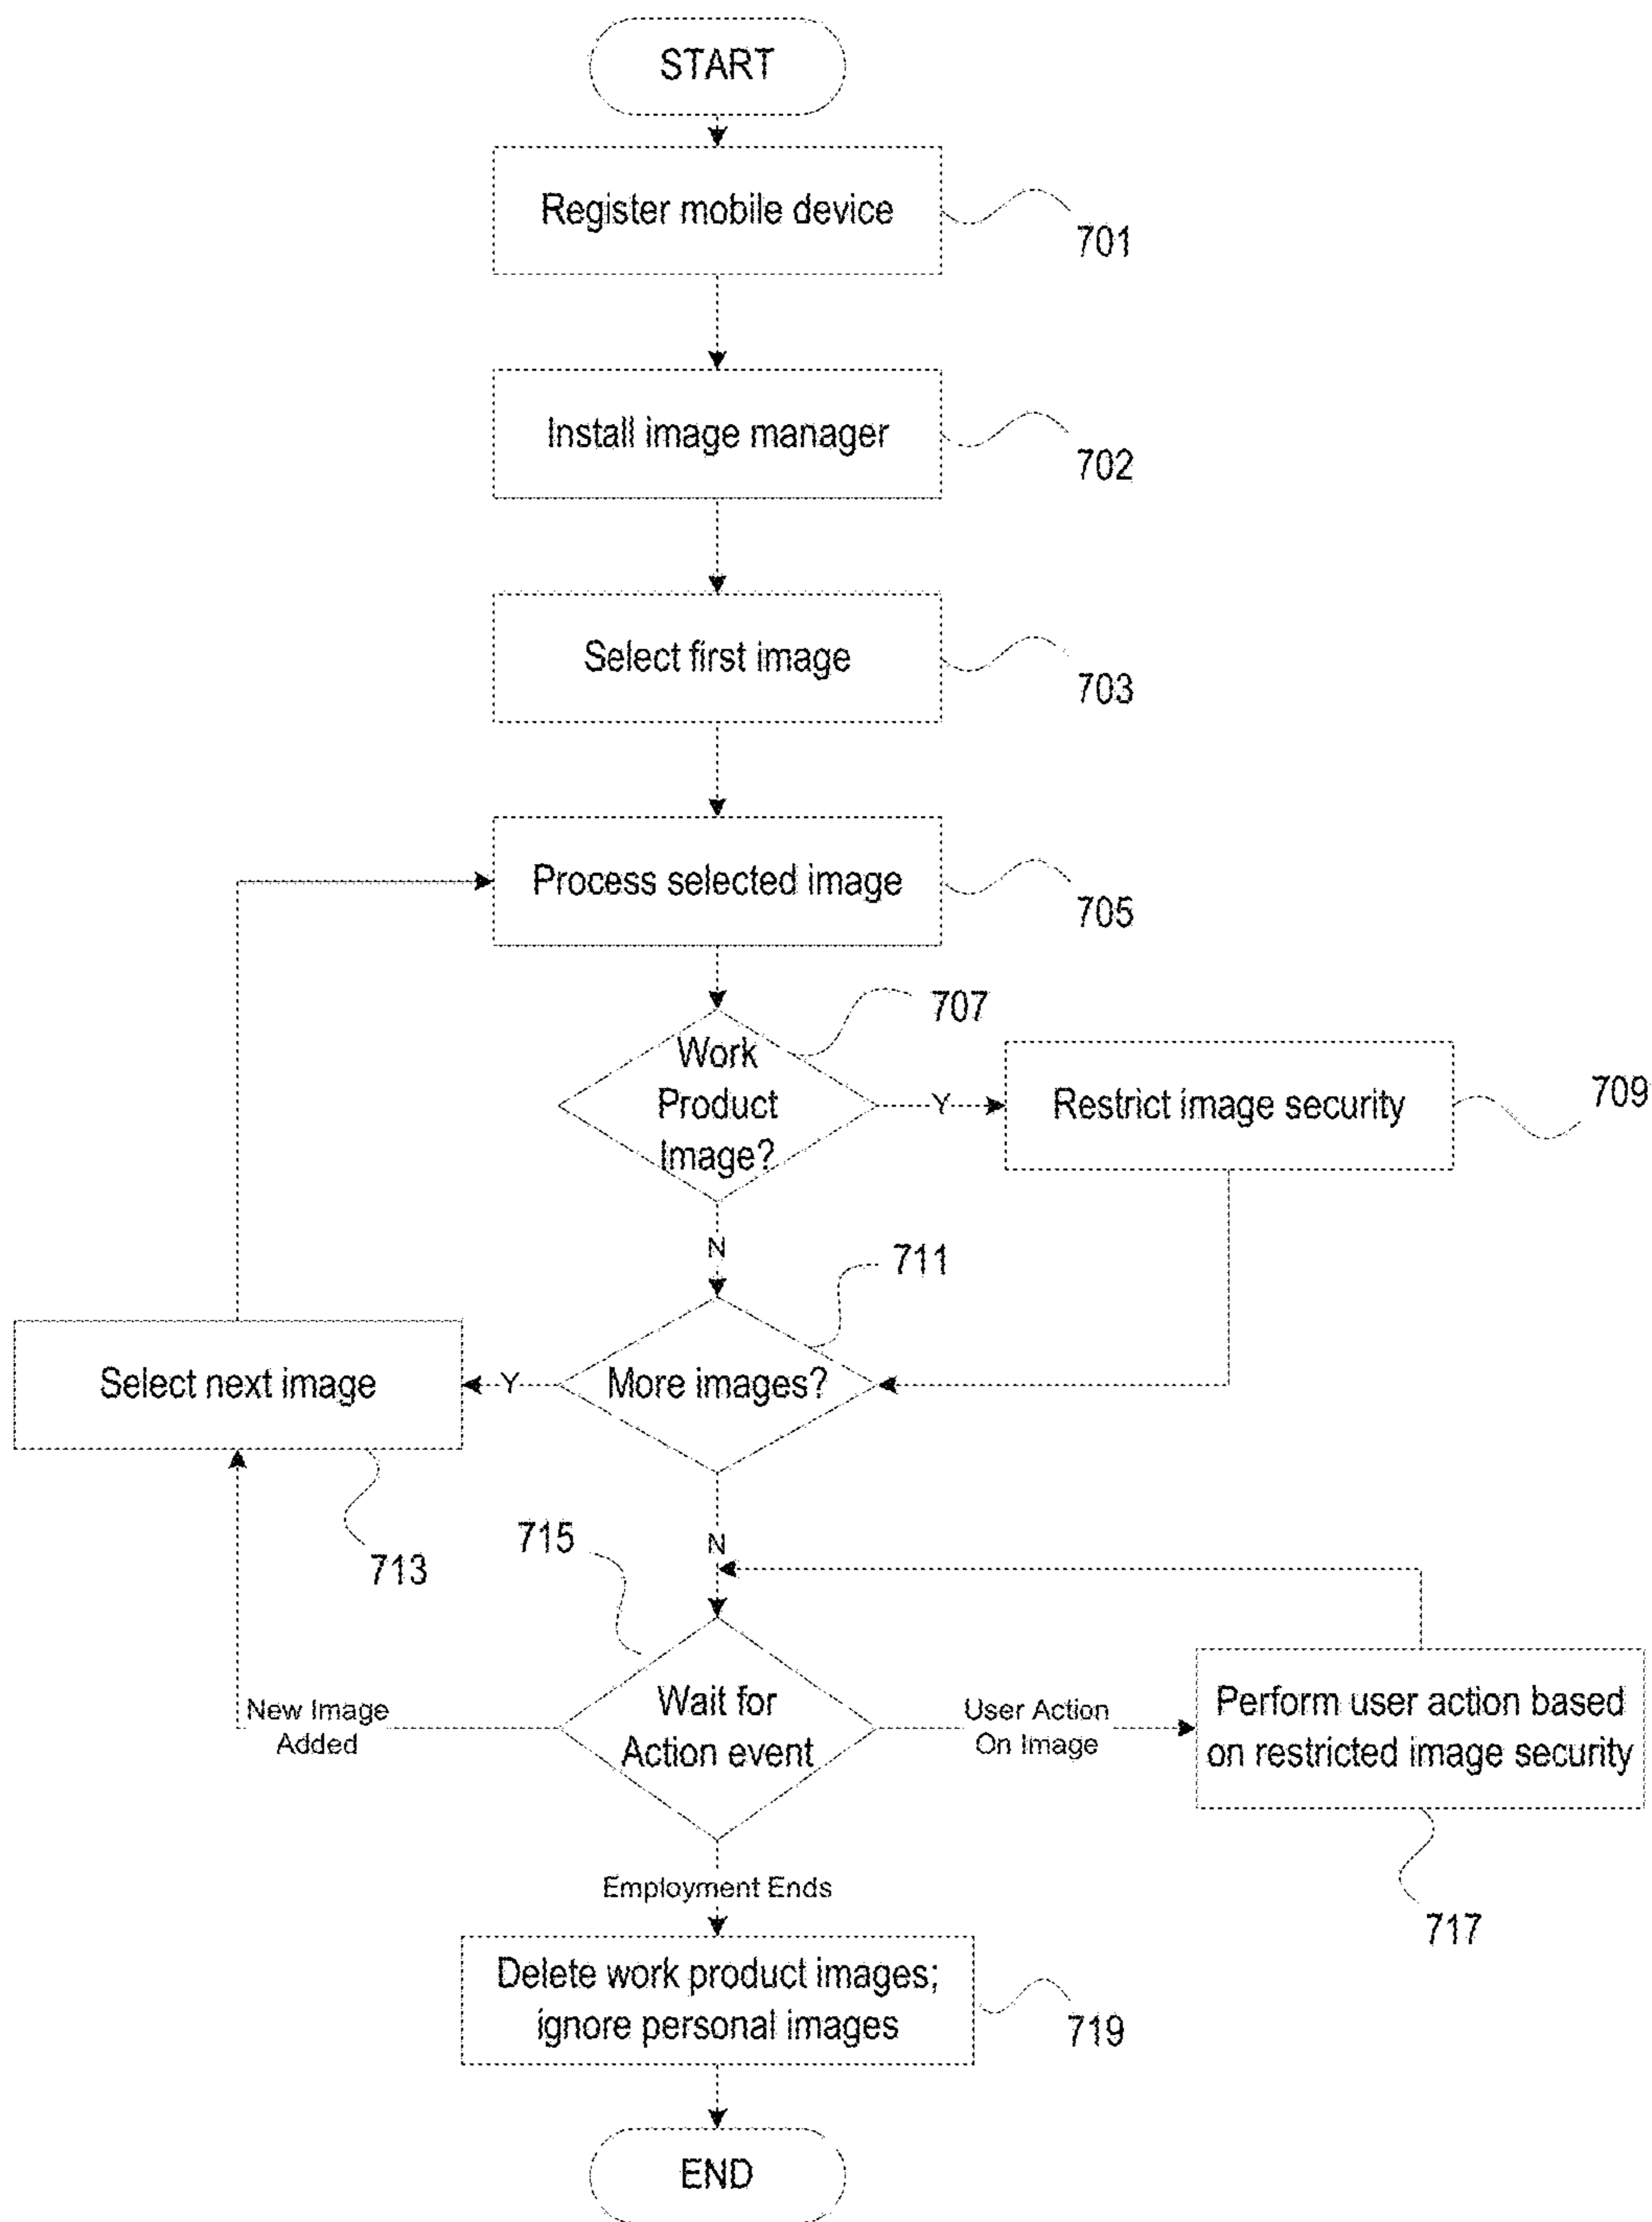 START
Register mobile device
701
Install image manager
702
Select first image
703
Process selected image
705
707
Work
Product
Image?
Y
Restrict image security
709
N
711
Select next image
Y
More images?
713
715
N
New Image
Added
Wait for
Action event
User Action
On Image
Perform user action based
on restricted image security
717
Employment Ends
Delete work product images;
ignore personal images
719
END